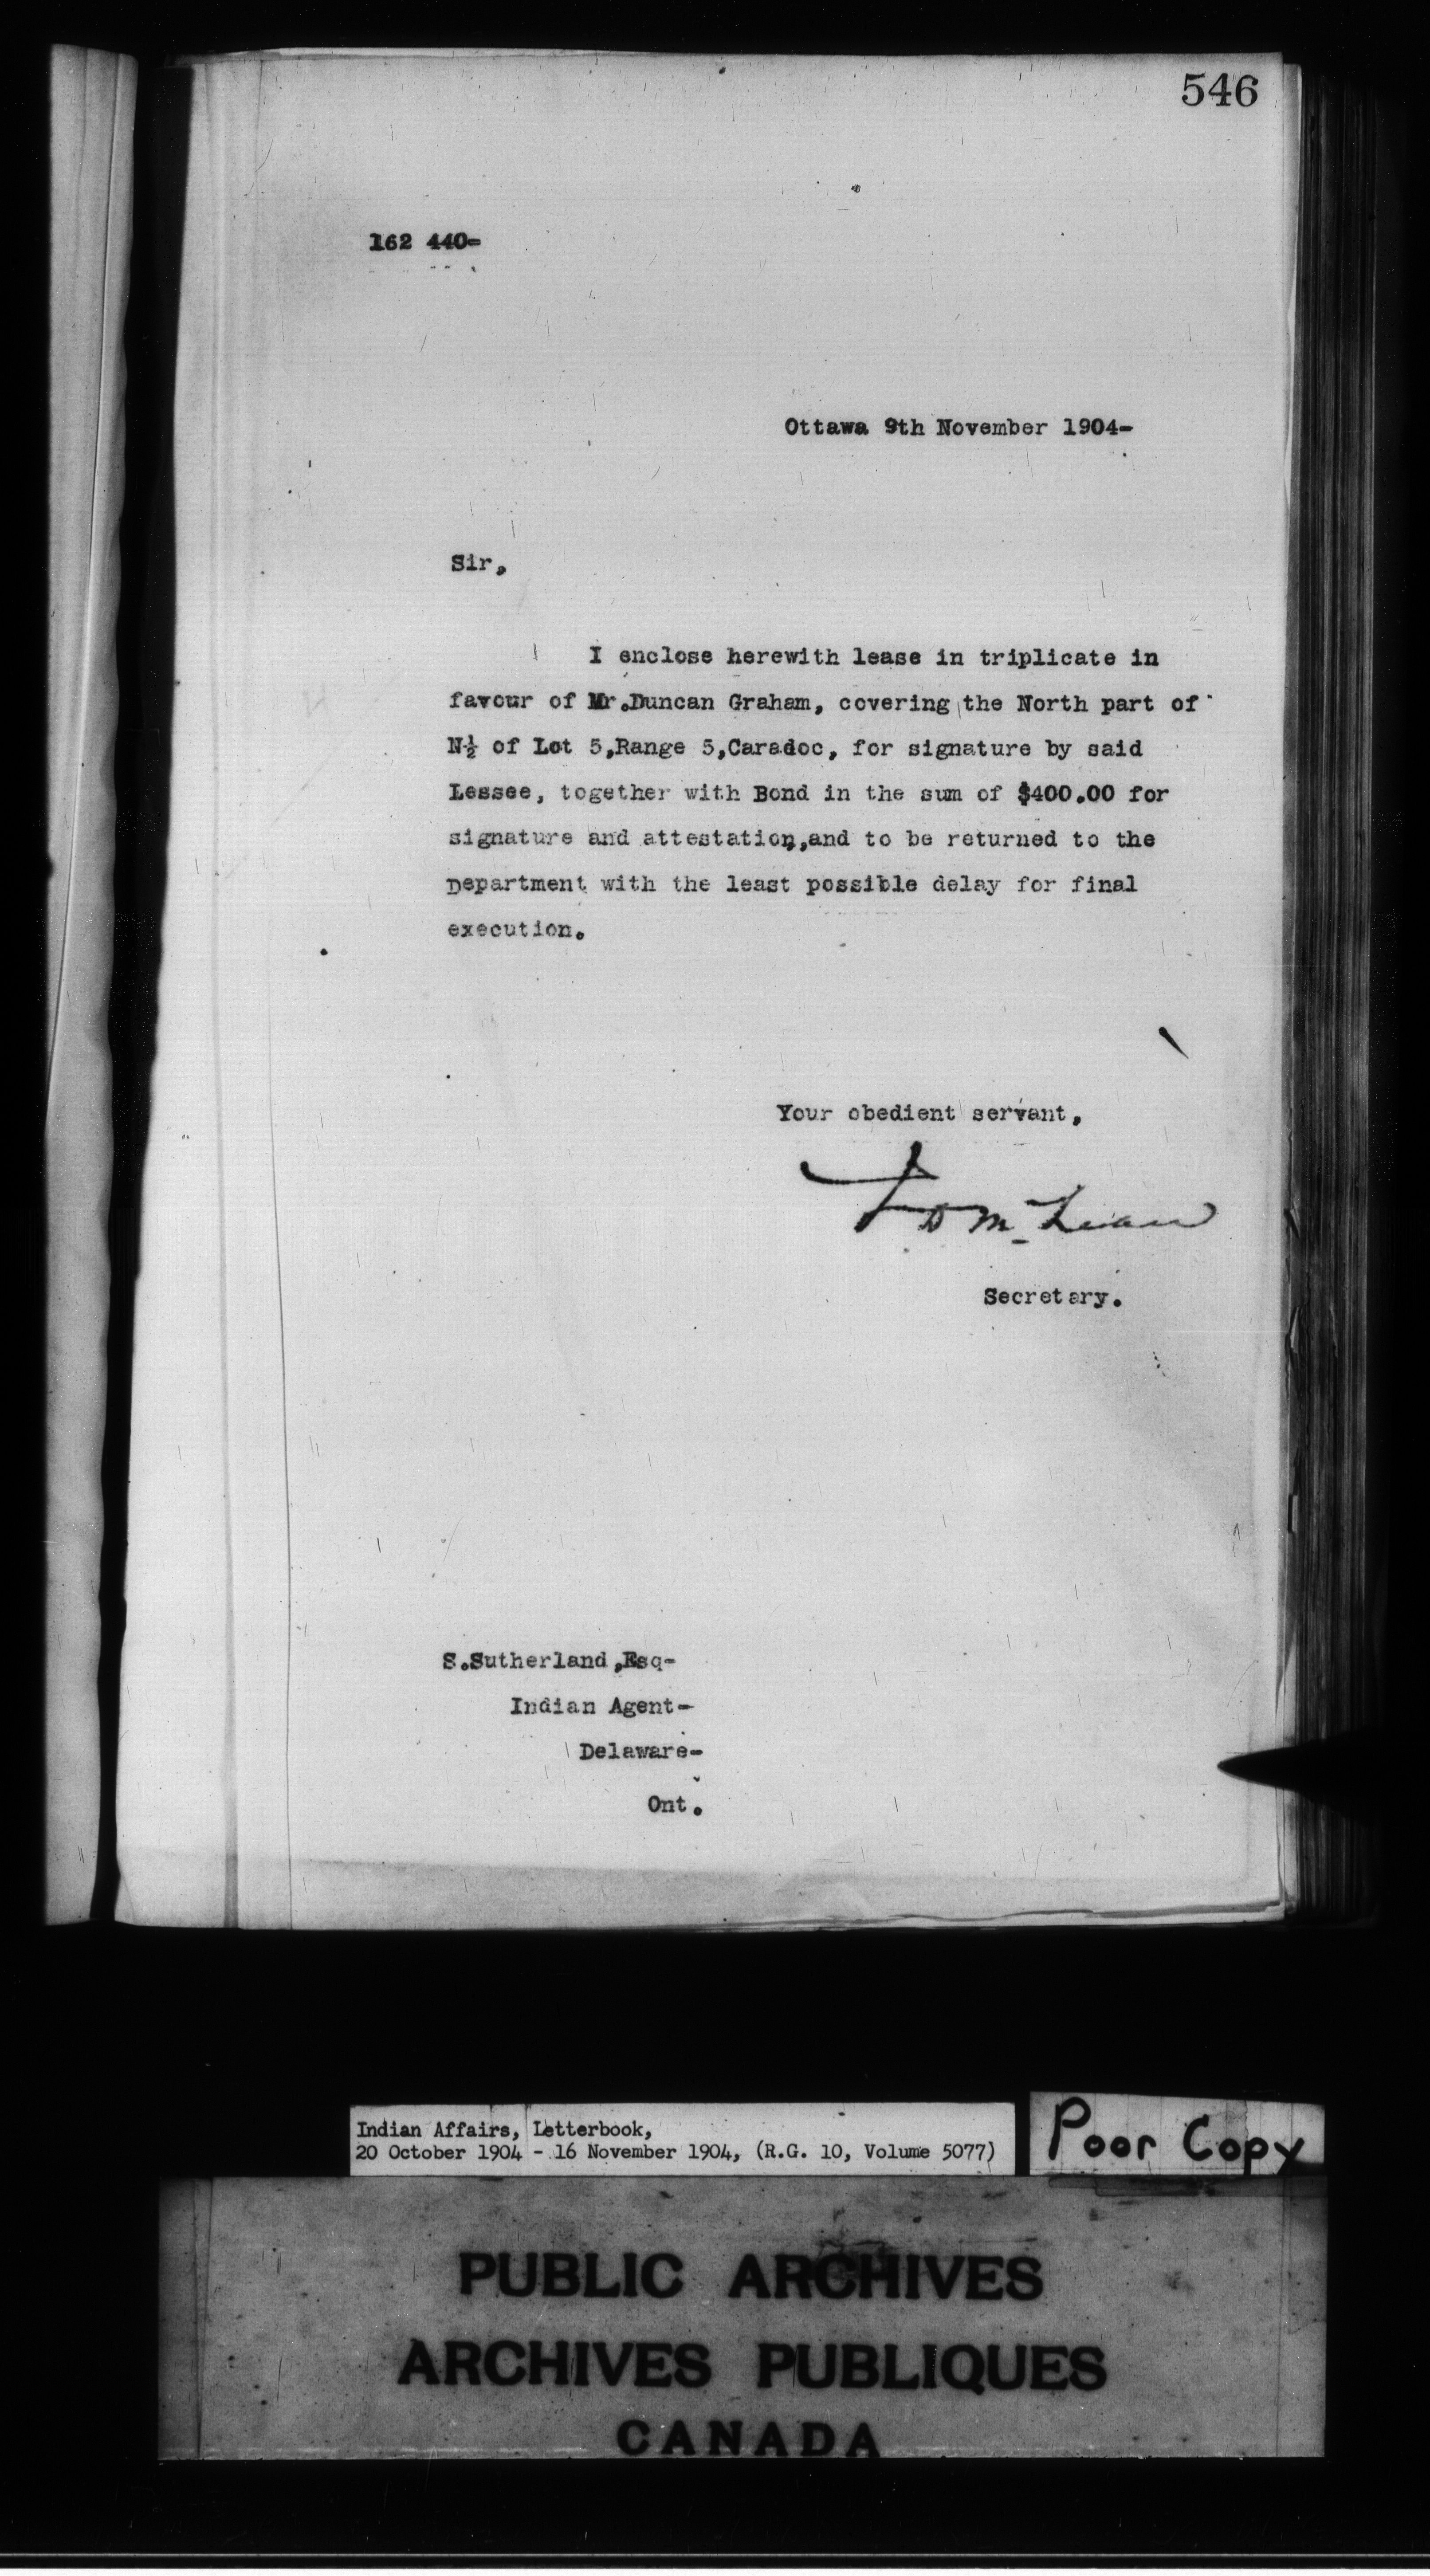 546
162 440-
Ottawa 9th November 1904-
Sir,
I enclose herewith lease in triplicate in
favour of Mr.Duncan Graham, covering the North part of
N½ of Lot 5,Range 5,Caradoc, for signature by said
Lessee, together with Bond in the sum of $400.00 for
signature and attestation,and to be returned to the
Department with the least possible delay for final
execution.
Your obedient servant,
J D McLean
Secretary.
S.Sutherland,Esq-
Indian Agent-
Delaware-
Ont.
Indian Affairs, Letterbook,
20 October 1904 - 16 November 1904, (R.G. 10, Volume 5077)
Poor Copy
PUBLIC ARCHIVES
ARCHIVES PUBLIQUES
CANADA